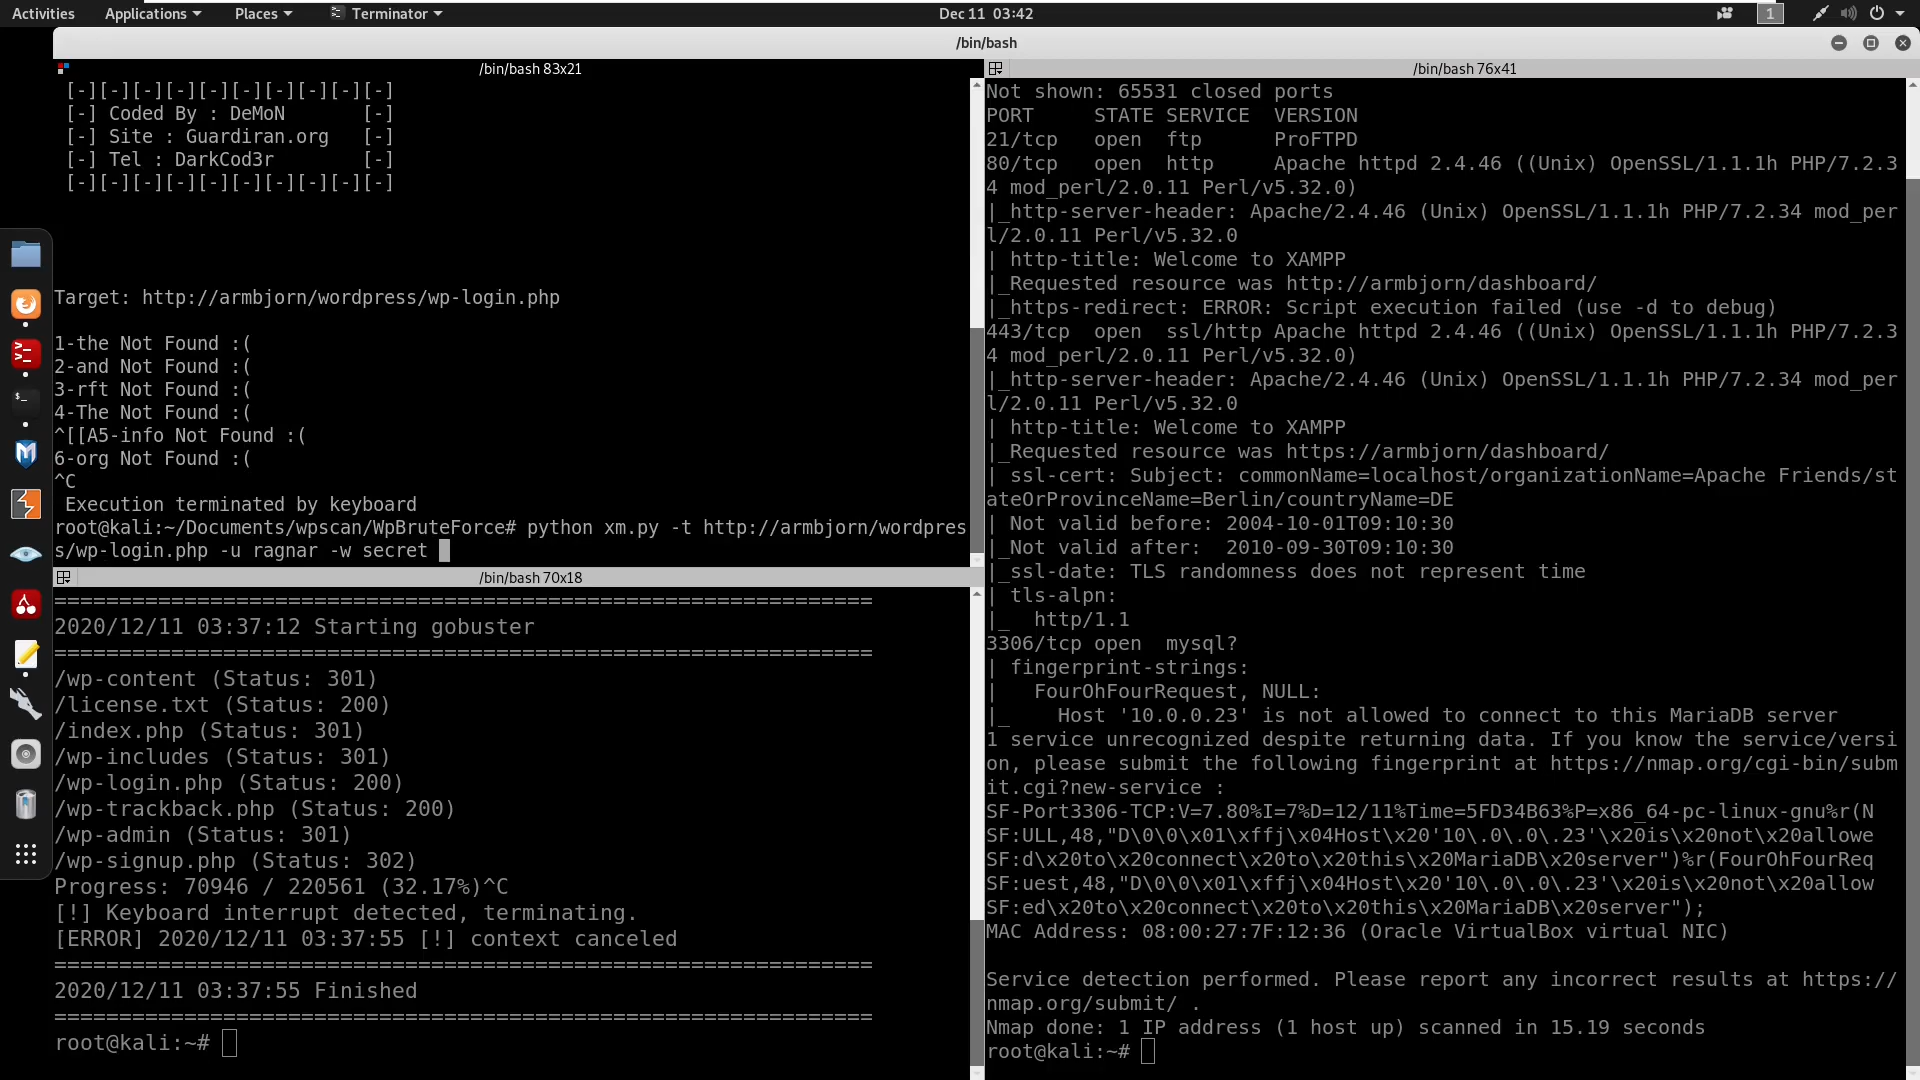 Activities Applications Places Terminator Dec 11 03:42 1
/bin/bash
/bin/bash 83x21
[-][-][-][-][-][-][-][-][-][-]
[-] Coded By : DeMoN [-]
[-] Site : Guardiran.org [-]
[-] Tel : DarkCod3r [-]
[-][-][-][-][-][-][-][-][-][-]
Target: http://armbjorn/wordpress/wp-login.php
1-the Not Found :(
2-and Not Found :(
3-rft Not Found :(
4-The Not Found :(
^[[A5-info Not Found :(
6-org Not Found :(
^C
Execution terminated by keyboard
root@kali:~/Documents/wpscan/WpBruteForce# python xm.py -t http://armbjorn/wordpres
s/wp-login.php -u ragnar -w secret
/bin/bash 70x18
===============================================================
2020/12/11 03:37:12 Starting gobuster
===============================================================
/wp-content (Status: 301)
/license.txt (Status: 200)
/index.php (Status: 301)
/wp-includes (Status: 301)
/wp-login.php (Status: 200)
/wp-trackback.php (Status: 200)
/wp-admin (Status: 301)
/wp-signup.php (Status: 302)
Progress: 70946 / 220561 (32.17%)^C
[!] Keyboard interrupt detected, terminating.
[ERROR] 2020/12/11 03:37:55 [!] context canceled
===============================================================
2020/12/11 03:37:55 Finished
===============================================================
root@kali:~#
/bin/bash 76x41
Not shown: 65531 closed ports
PORT STATE SERVICE VERSION
21/tcp open ftp ProFTPD
80/tcp open http Apache httpd 2.4.46 ((Unix) OpenSSL/1.1.1h PHP/7.2.3
4 mod_perl/2.0.11 Perl/v5.32.0)
|_http-server-header: Apache/2.4.46 (Unix) OpenSSL/1.1.1h PHP/7.2.34 mod_per
l/2.0.11 Perl/v5.32.0
| http-title: Welcome to XAMPP
|_Requested resource was http://armbjorn/dashboard/
|_https-redirect: ERROR: Script execution failed (use -d to debug)
443/tcp open ssl/http Apache httpd 2.4.46 ((Unix) OpenSSL/1.1.1h PHP/7.2.3
4 mod_perl/2.0.11 Perl/v5.32.0)
|_http-server-header: Apache/2.4.46 (Unix) OpenSSL/1.1.1h PHP/7.2.34 mod_per
l/2.0.11 Perl/v5.32.0
| http-title: Welcome to XAMPP
|_Requested resource was https://armbjorn/dashboard/
| ssl-cert: Subject: commonName=localhost/organizationName=Apache Friends/st
ateOrProvinceName=Berlin/countryName=DE
| Not valid before: 2004-10-01T09:10:30
|_Not valid after: 2010-09-30T09:10:30
|_ssl-date: TLS randomness does not represent time
| tls-alpn:
|_ http/1.1
3306/tcp open mysql?
| fingerprint-strings:
| FourOhFourRequest, NULL:
|_ Host '10.0.0.23' is not allowed to connect to this MariaDB server
1 service unrecognized despite returning data. If you know the service/versi
on, please submit the following fingerprint at https://nmap.org/cgi-bin/subm
it.cgi?new-service :
SF-Port3306-TCP:V=7.80%I=7%D=12/11%Time=5FD34B63%P=x86_64-pc-linux-gnu%r(N
SF:ULL,48,"D\0\0\x01\xffj\x04Host\x20'10\.0\.0\.23'\x20is\x20not\x20allowe
SF:d\x20to\x20connect\x20to\x20this\x20MariaDB\x20server")%r(FourOhFourReq
SF:uest,48,"D\0\0\x01\xffj\x04Host\x20'10\.0\.0\.23'\x20is\x20not\x20allow
SF:ed\x20to\x20connect\x20to\x20this\x20MariaDB\x20server");
MAC Address: 08:00:27:7F:12:36 (Oracle VirtualBox virtual NIC)
Service detection performed. Please report any incorrect results at https://
nmap.org/submit/ .
Nmap done: 1 IP address (1 host up) scanned in 15.19 seconds
root@kali:~#